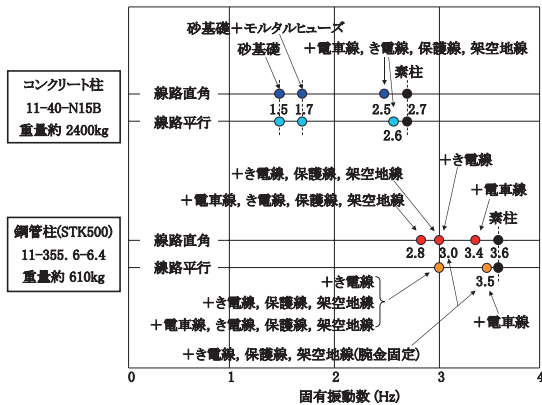 砂基礎＋モルタルヒューズ
砂基礎
＋電車線, き電線, 保護線, 架空地線
素柱
コンクリート柱
11-40-N15B
重量約 2400kg
線路直角
1.5
1.7
2.5
2.7
線路平行
2.6
＋き電線
＋き電線, 保護線, 架空地線
＋電車線
＋電車線, き電線, 保護線, 架空地線
素柱
鋼管柱(STK500)
11-355. 6-6.4
重量約 610kg
線路直角
2.8
3.0
3.4
3.6
線路平行
3.5
＋き電線
＋き電線, 保護線, 架空地線
＋電車線, き電線, 保護線, 架空地線
＋電車線
＋き電線, 保護線, 架空地線(腕金固定)
0
1
2
3
4
固有振動数 (Hz)